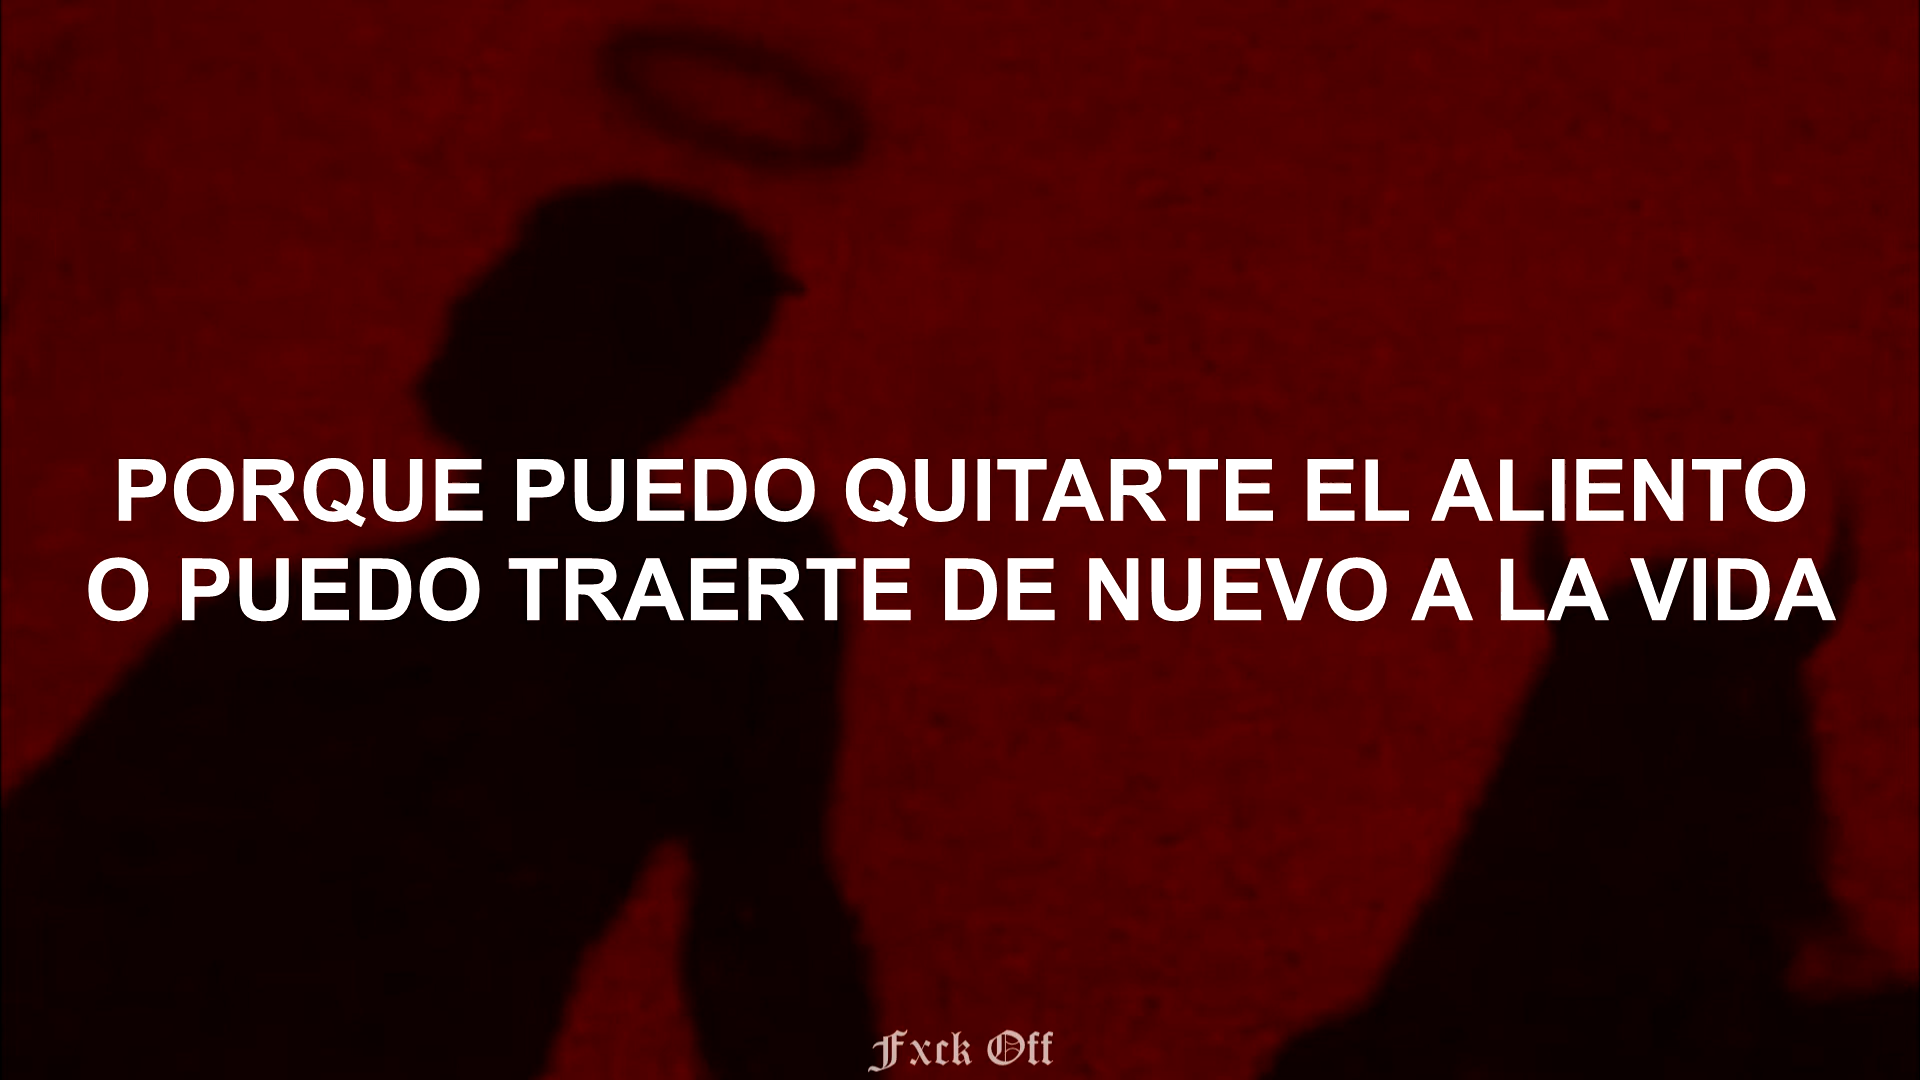 PORQUE PUEDO QUITARTE EL ALIENTO
O PUEDO TRAERTE DE NUEVO A LA VIDA
Fxck Off